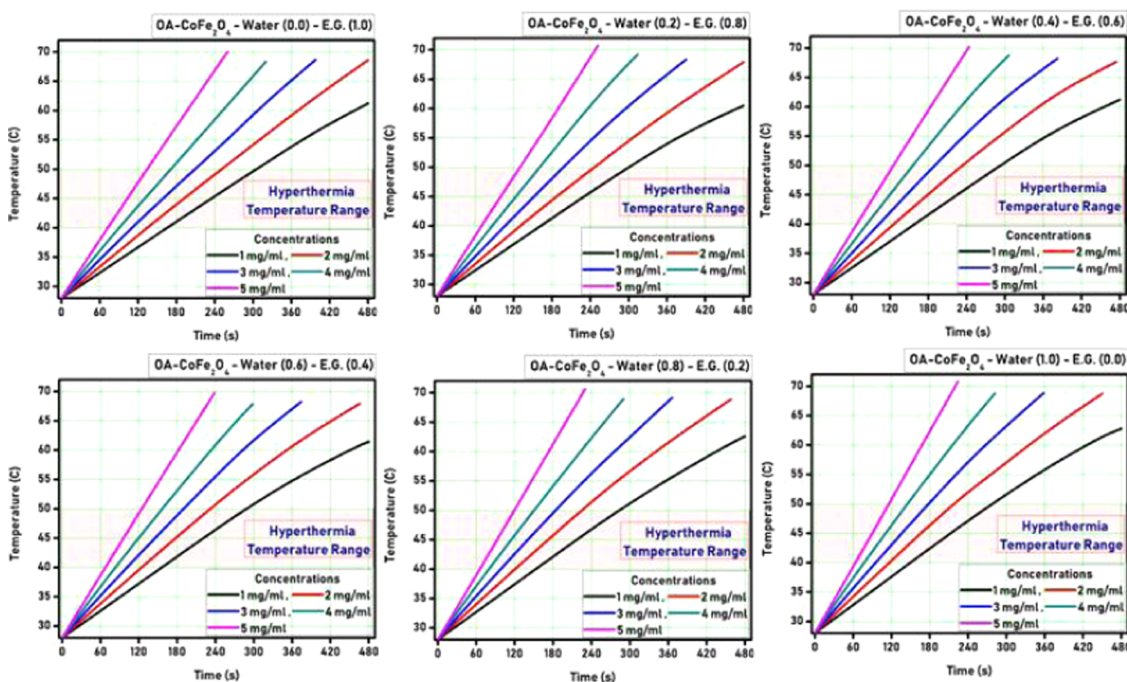 OA-CoFe2O4 - Water (0.0) - E.G. (1.0)
70
65
60
55
50
45
40
35
30
Temperature (C)
Hyperthermia
Temperature Range
Concentrations
1 mg/ml, 2 mg/ml
3 mg/ml, 4 mg/ml
5 mg/ml
0 60 120 180 240 300 360 420 480
Time (s)
OA-CoFe2O4 - Water (0.2) - E.G. (0.8)
70
65
60
55
50
45
40
35
30
Temperature (C)
Hyperthermia
Temperature Range
Concentrations
1 mg/ml, 2 mg/ml
3 mg/ml, 4 mg/ml
5 mg/ml
0 60 120 180 240 300 360 420 480
Time (s)
OA-CoFe2O4 - Water (0.4) - E.G. (0.6)
70
65
60
55
50
45
40
35
30
Temperature (C)
Hyperthermia
Temperature Range
Concentrations
1 mg/ml, 2 mg/ml
3 mg/ml, 4 mg/ml
5 mg/ml
0 60 120 180 240 300 360 420 480
Time (s)
OA-CoFe2O4 - Water (0.6) - E.G. (0.4)
70
65
60
55
50
45
40
35
30
Temperature (C)
Hyperthermia
Temperature Range
Concentrations
1 mg/ml, 2 mg/ml
3 mg/ml, 4 mg/ml
5 mg/ml
0 60 120 180 240 300 360 420 480
Time (s)
OA-CoFe2O4 - Water (0.8) - E.G. (0.2)
70
65
60
55
50
45
40
35
30
Temperature (C)
Hyperthermia
Temperature Range
Concentrations
1 mg/ml, 2 mg/ml
3 mg/ml, 4 mg/ml
5 mg/ml
0 60 120 180 240 300 360 420 480
Time (s)
OA-CoFe2O4 - Water (1.0) - E.G. (0.0)
70
65
60
55
50
45
40
35
30
Temperature (C)
Hyperthermia
Temperature Range
Concentrations
1 mg/ml, 2 mg/ml
3 mg/ml, 4 mg/ml
5 mg/ml
0 60 120 180 240 300 360 420 480
Time (s)